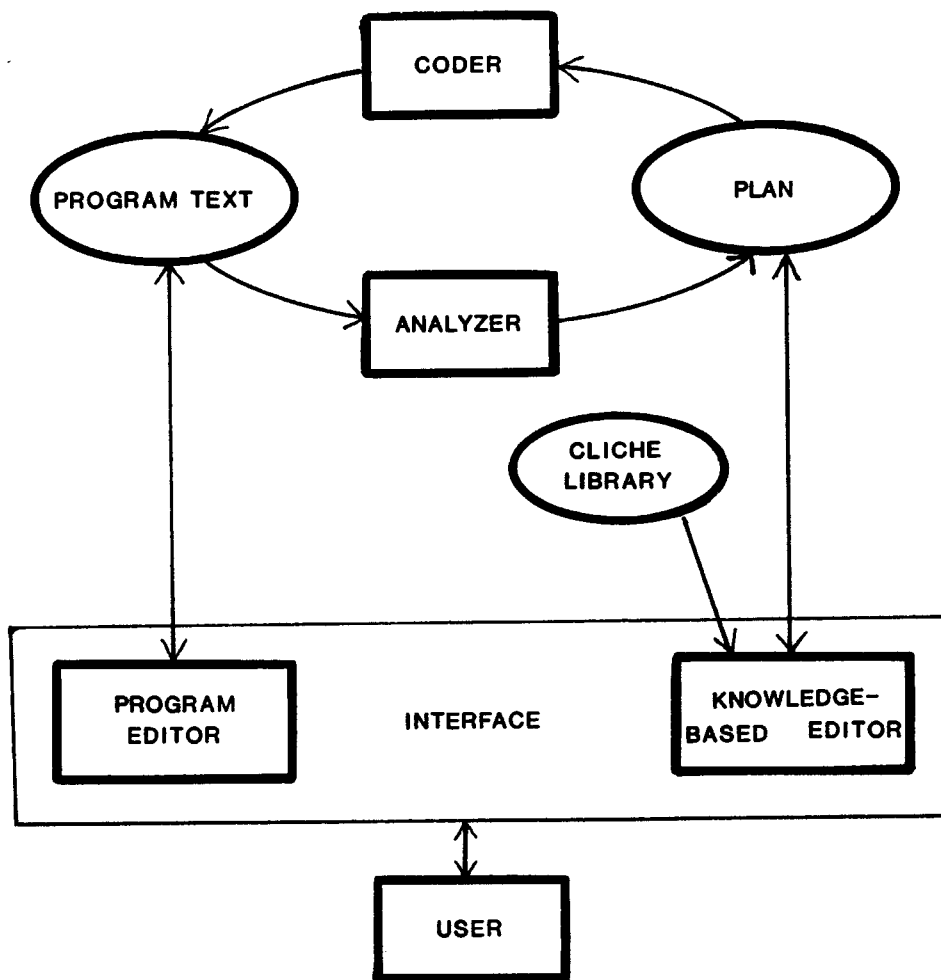 CODER
PROGRAM TEXT
PLAN
ANALYZER
CLICHE
LIBRARY
PROGRAM
EDITOR
INTERFACE
KNOWLEDGE-
BASED EDITOR
USER